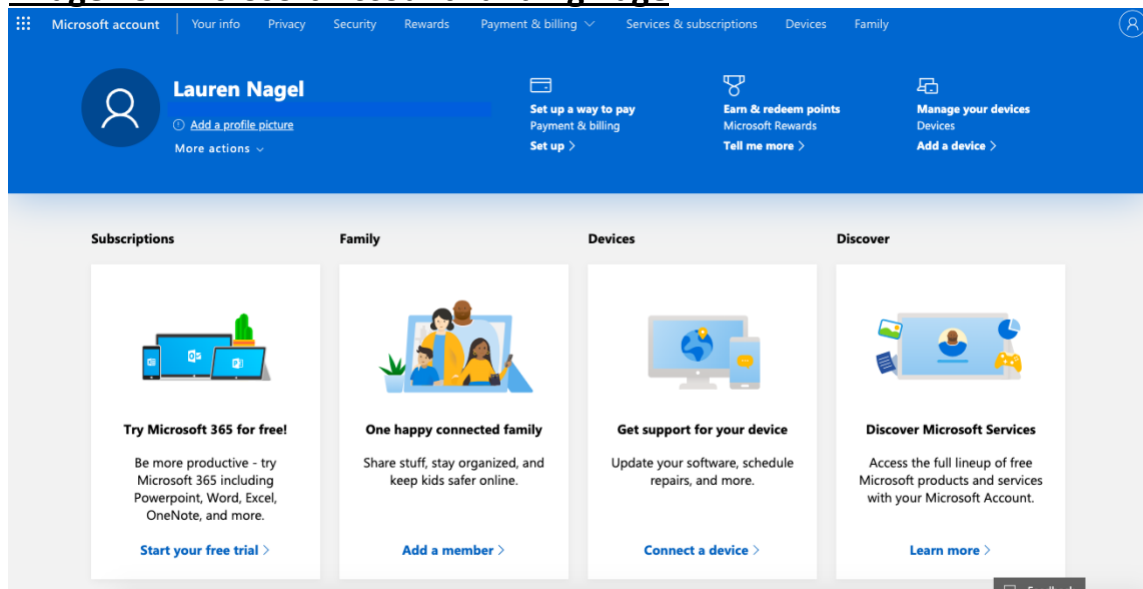 Microsoft account
Your info
Privacy
Security
Rewards
Payment & billing
Services & subscriptions
Devices
Family
Lauren Nagel
Add a profile picture
More actions
Set up a way to pay
Payment & billing
Set up
Earn & redeem points
Microsoft Rewards
Tell me more
Manage your devices
Devices
Add a device
Subscriptions
Try Microsoft 365 for free!
Be more productive - try
Microsoft 365 including
Powerpoint, Word, Excel,
OneNote, and more.
Start your free trial
Family
One happy connected family
Share stuff, stay organized, and
keep kids safer online.
Add a member
Devices
Get support for your device
Update your software, schedule
repairs, and more.
Connect a device
Discover
Discover Microsoft Services
Access the full lineup of free
Microsoft products and services
with your Microsoft Account.
Learn more